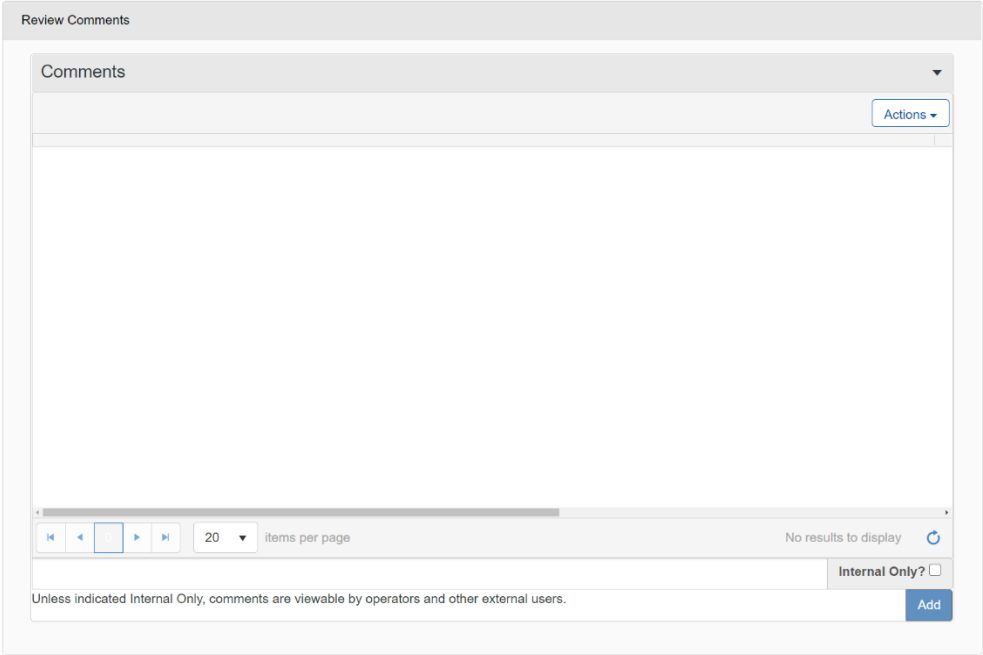 Review Comments
Comments
Actions
0
20 items per page No results to display
Internal Only?
Unless indicated Internal Only, comments are viewable by operators and other external users.
Add